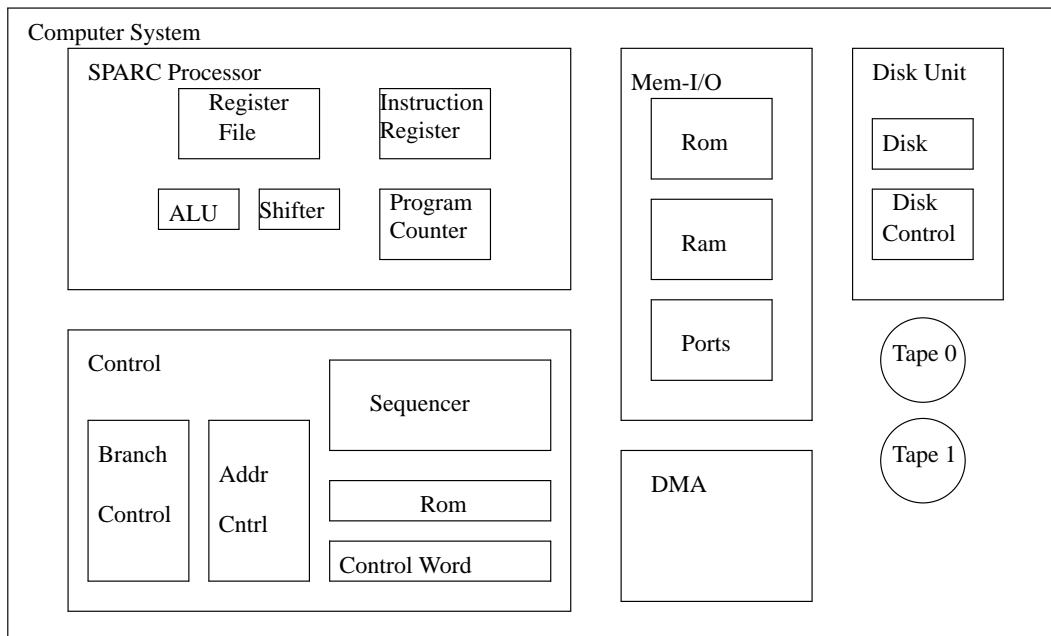 Computer System
SPARC Processor
Register
File
Instruction
Register
ALU
Shifter
Program
Counter
Mem-I/O
Rom
Ram
Ports
Disk Unit
Disk
Disk
Control
Tape 0
Tape 1
Control
Branch
Control
Addr
Cntrl
Sequencer
Rom
Control Word
DMA